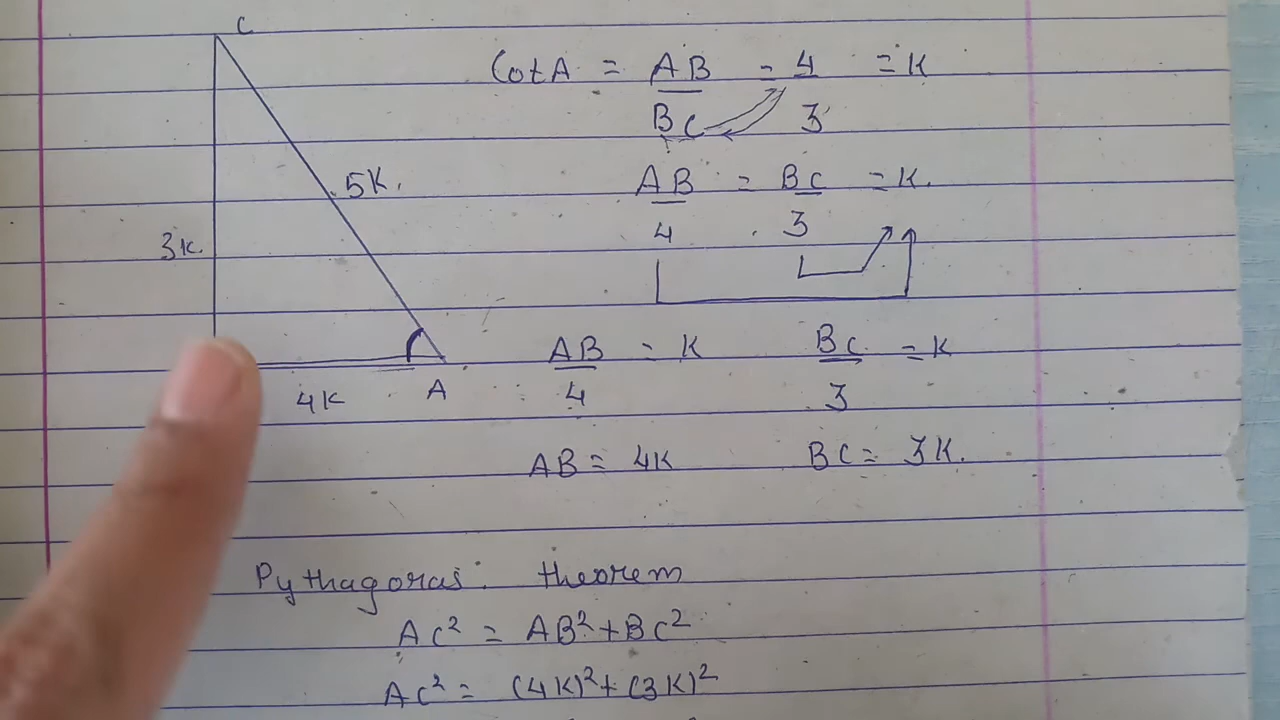 C
CotA = AB = 4 = K
BC 3
5K.
AB = BC = K.
4 3
3K.
AB = K BC = K
4 3
4K A
AB = 4K BC = 3K.
Pythagoras theorem
AC² = AB² + BC²
AC² = (4K)² + (3K)²